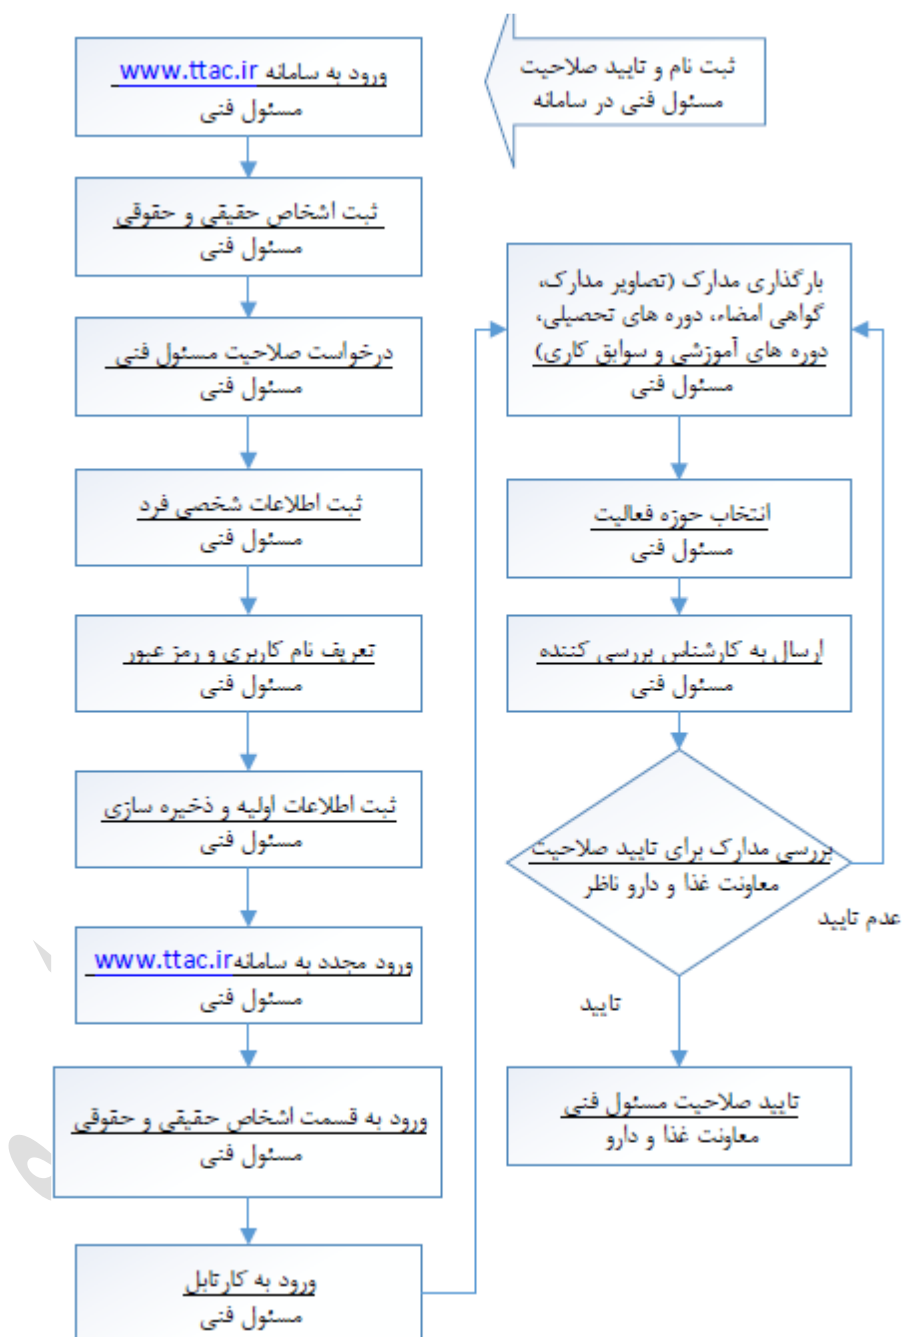 ثبت نام و تایید صلاحیت
مسئول فنی در سامانه
ورود به سامانه www.ttac.ir
مسئول فنی
ثبت اشخاص حقیقی و حقوقی
مسئول فنی
درخواست صلاحیت مسئول فنی
مسئول فنی
ثبت اطلاعات شخصی فرد
مسئول فنی
تعریف نام کاربری و رمز عبور
مسئول فنی
ثبت اطلاعات اولیه و ذخیره سازی
مسئول فنی
ورود مجدد به سامانهwww.ttac.ir
مسئول فنی
ورود به قسمت اشخاص حقیقی و حقوقی
مسئول فنی
ورود به کارتابل
مسئول فنی
بارگذاری مدارک (تصاویر مدارک،
گواهی امضاء، دوره های تحصیلی،
دوره های آموزشی و سوابق کاری)
مسئول فنی
انتخاب حوزه فعالیت
مسئول فنی
ارسال به کارشناس بررسی کننده
مسئول فنی
بررسی مدارک برای تایید صلاحیت
معاونت غذا و دارو ناظر
عدم تایید
تایید
تایید صلاحیت مسئول فنی
معاونت غذا و دارو